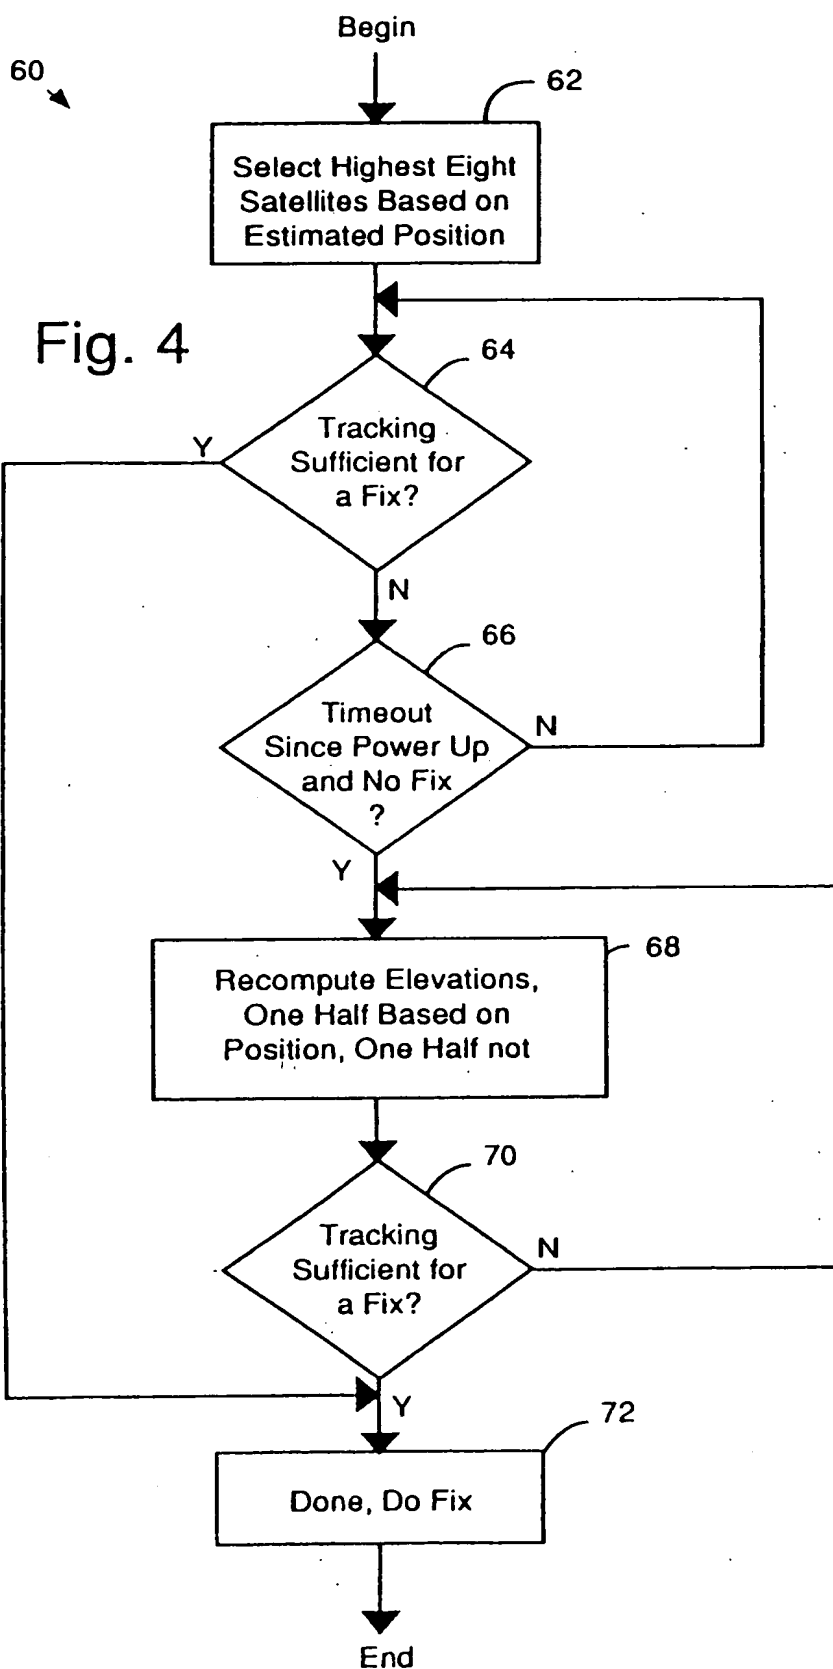 Begin
60
62
Select Highest Eight
Satellites Based on
Estimated Position
Fig. 4
64
Tracking
Sufficient for
a Fix?
Y
N
66
Timeout
Since Power Up
and No Fix
?
N
Y
68
Recompute Elevations,
One Half Based on
Position, One Half not
70
Tracking
Sufficient for
a Fix?
N
Y
72
Done, Do Fix
End